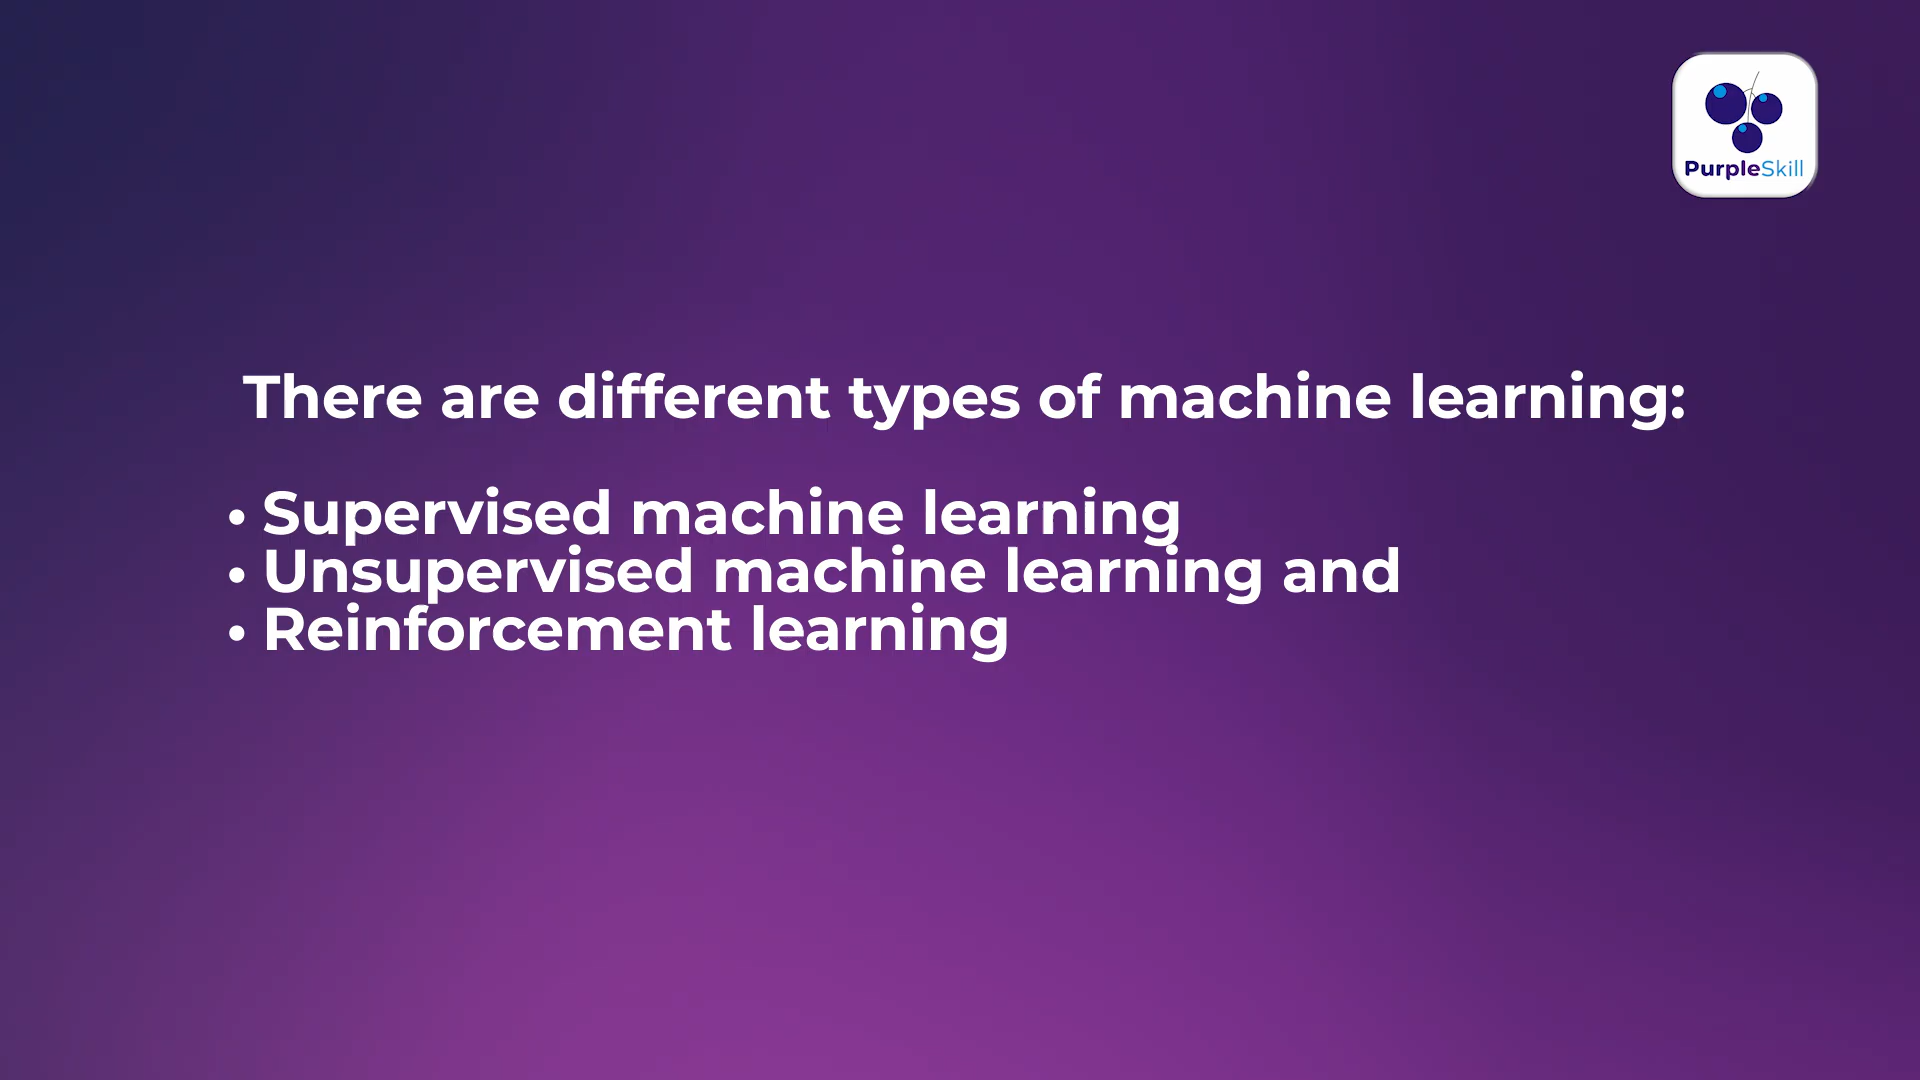 PurpleSkill
There are different types of machine learning:
• Supervised machine learning
• Unsupervised machine learning and
• Reinforcement learning